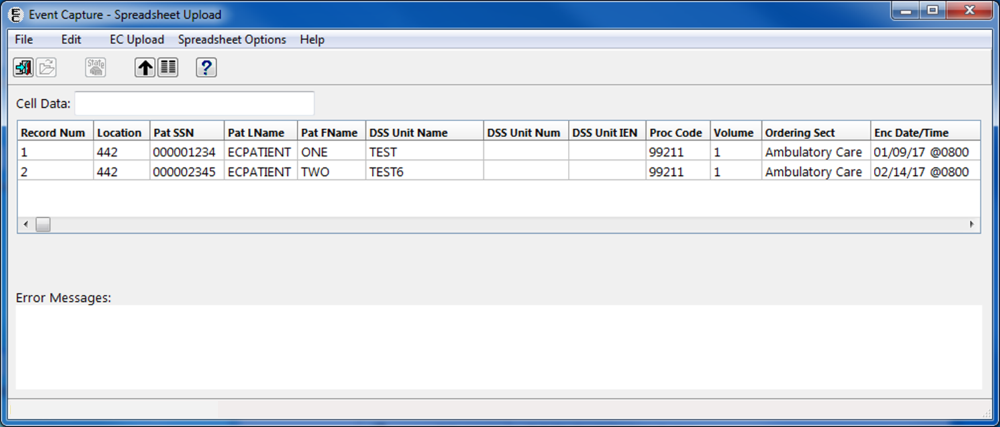 Event Capture - Spreadsheet Upload
File Edit EC Upload Spreadsheet Options Help
State
Cell Data:
Record Num Location Pat SSN Pat LName Pat FName DSS Unit Name DSS Unit Num DSS Unit IEN Proc Code Volume Ordering Sect Enc Date/Time
1 442 000001234 ECPATIENT ONE TEST 99211 1 Ambulatory Care 01/09/17 @0800
2 442 000002345 ECPATIENT TWO TEST6 99211 1 Ambulatory Care 02/14/17 @0800
Error Messages: